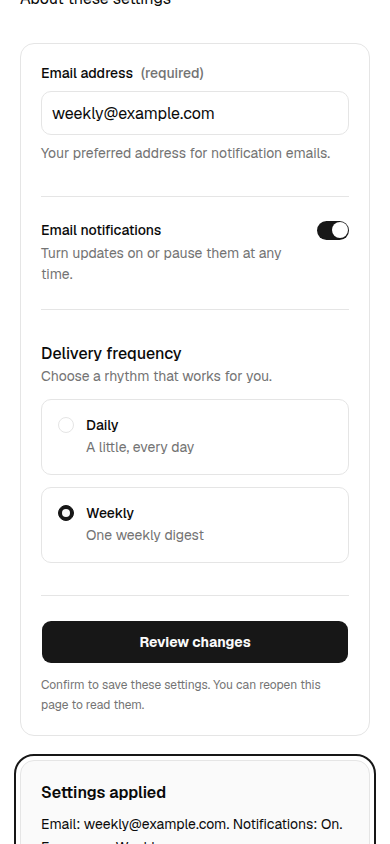 About these settings
Email address (required)
weekly@example.com
Your preferred address for notification emails.
Email notifications
Turn updates on or pause them at any
time.
Delivery frequency
Choose a rhythm that works for you.
Daily
A little, every day
Weekly
One weekly digest
Review changes
Confirm to save these settings. You can reopen this
page to read them.
Settings applied
Email: weekly@example.com. Notifications: On.